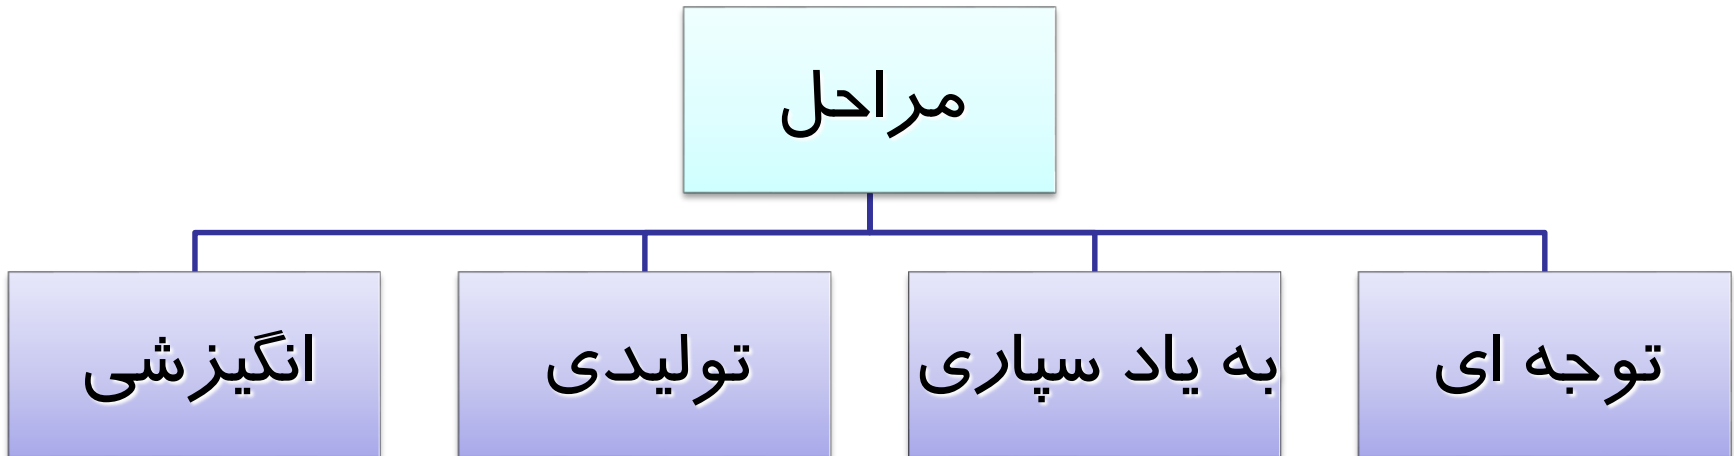 مراحل
توجه ای
به یاد سپاری
تولیدی
انگیزشی